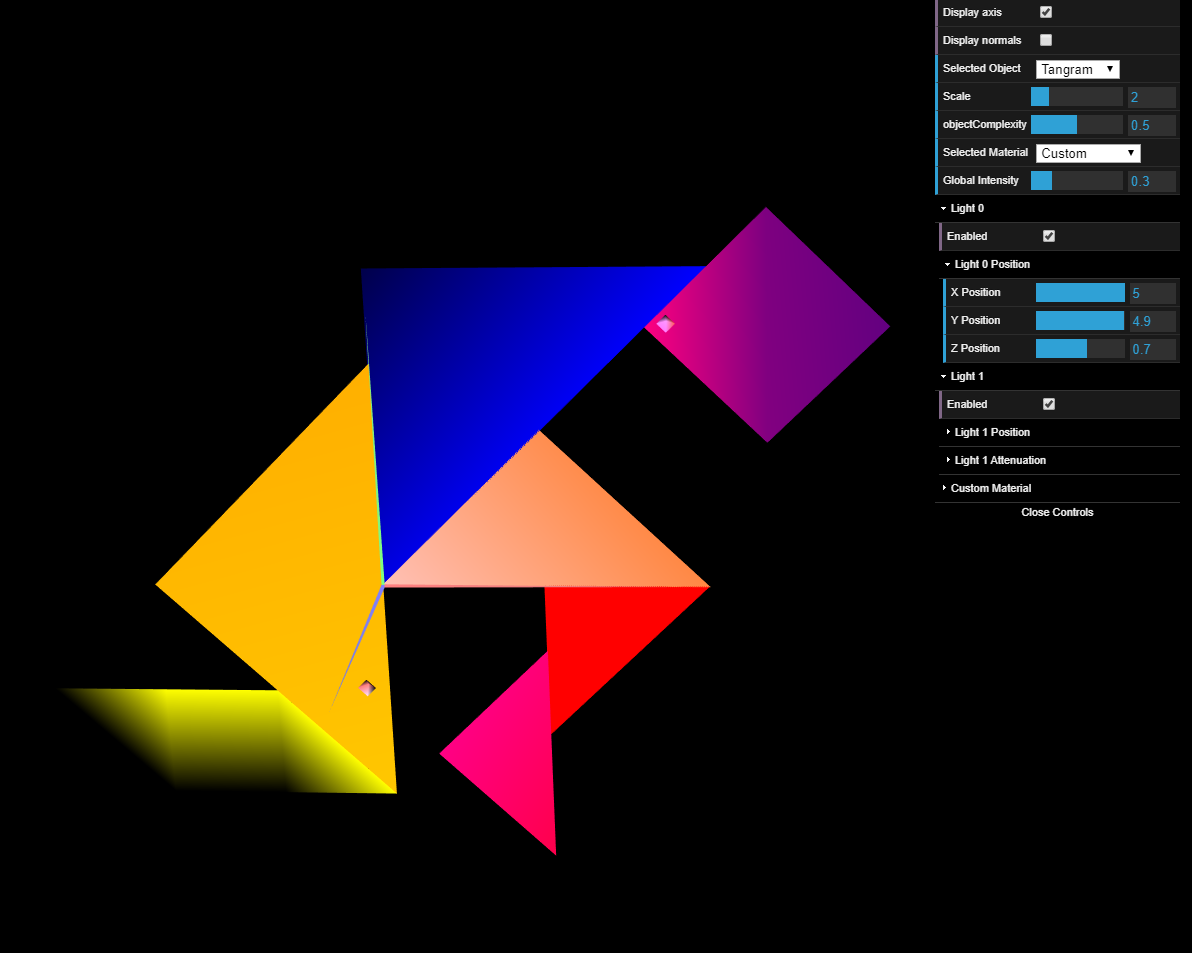 Display axis
Display normals
Selected Object Tangram
Scale 2
objectComplexity 0.5
Selected Material Custom
Global Intensity 0.3
Light 0
Enabled
Light 0 Position
X Position 5
Y Position 4.9
Z Position 0.7
Light 1
Enabled
Light 1 Position
Light 1 Attenuation
Custom Material
Close Controls